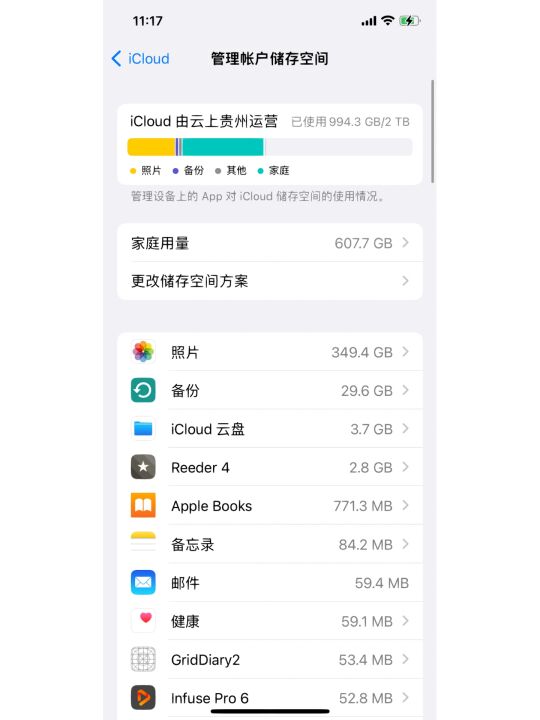 11:17
iCloud
管理帐户储存空间
iCloud 由云上贵州运营 已使用 994.3 GB/2 TB
照片 备份 其他 家庭
管理设备上的 App 对 iCloud 储存空间的使用情况。
家庭用量 607.7 GB
更改储存空间方案
照片 349.4 GB
备份 29.6 GB
iCloud 云盘 3.7 GB
Reeder 4 2.8 GB
Apple Books 771.3 MB
备忘录 84.2 MB
邮件 59.4 MB
健康 59.1 MB
GridDiary2 53.4 MB
Infuse Pro 6 52.8 MB